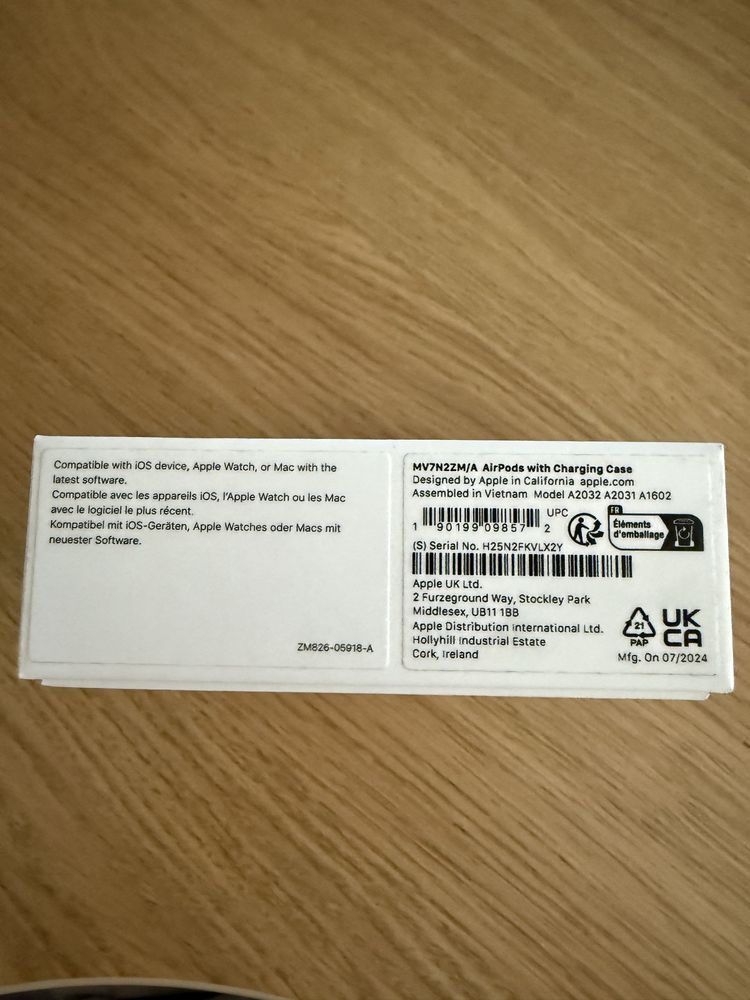 Compatible with iOS device, Apple Watch, or Mac with the
latest software.
Compatible avec les appareils iOS, l'Apple Watch ou les Mac
avec le logiciel le plus récent.
Kompatibel mit iOS-Geräten, Apple Watches oder Macs mit
neuester Software.
ZM826-05918-A
MV7N2ZM/A AirPods with Charging Case
Designed by Apple in California apple.com
Assembled in Vietnam Model A2032 A2031 A1602
UPC
1 90199 09857 2
FR
Éléments
d'emballage
(S) Serial No. H25N2FKVLX2Y
Apple UK Ltd.
2 Furzeground Way, Stockley Park
Middlesex, UB11 1BB
Apple Distribution International Ltd.
Hollyhill Industrial Estate
Cork, Ireland
21
PAP
UK
CA
Mfg. On 07/2024